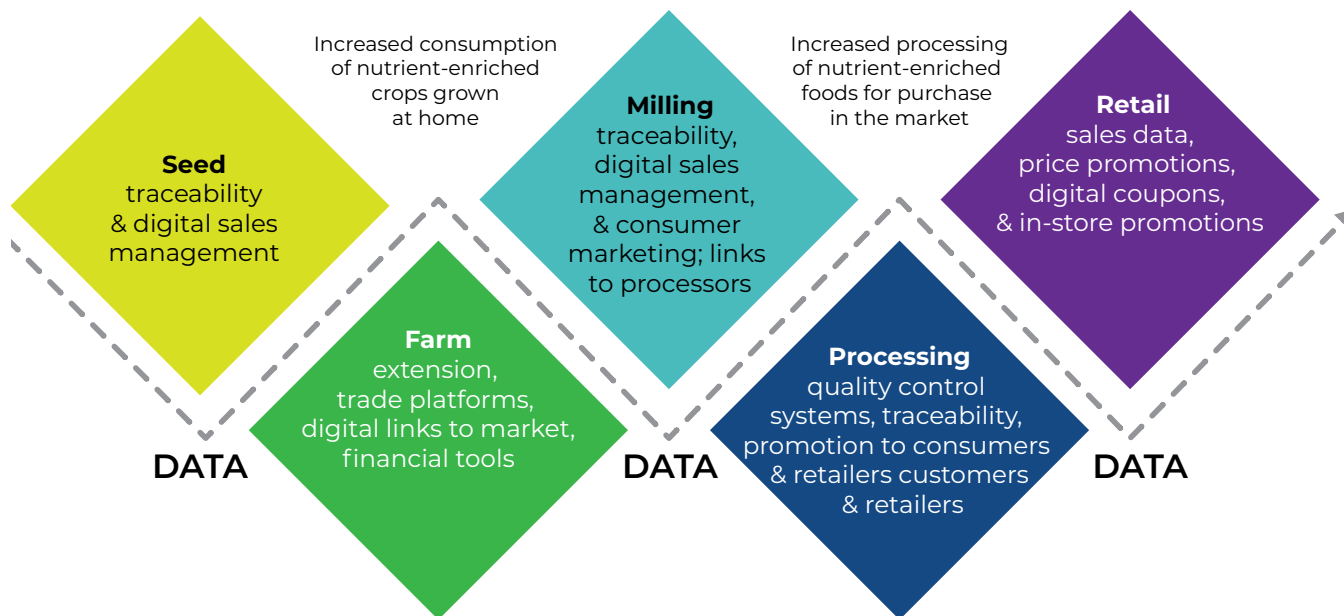 Seed
traceability
& digital sales
management
Increased consumption
of nutrient-enriched
crops grown
at home
Farm
extension,
trade platforms,
digital links to market,
financial tools
Milling
traceability,
digital sales
management,
& consumer
marketing; links
to processors
Increased processing
of nutrient-enriched
foods for purchase
in the market
Processing
quality control
systems, traceability,
promotion to consumers
& retailers customers
& retailers
Retail
sales data,
price promotions,
digital coupons,
& in-store promotions
DATA
DATA
DATA